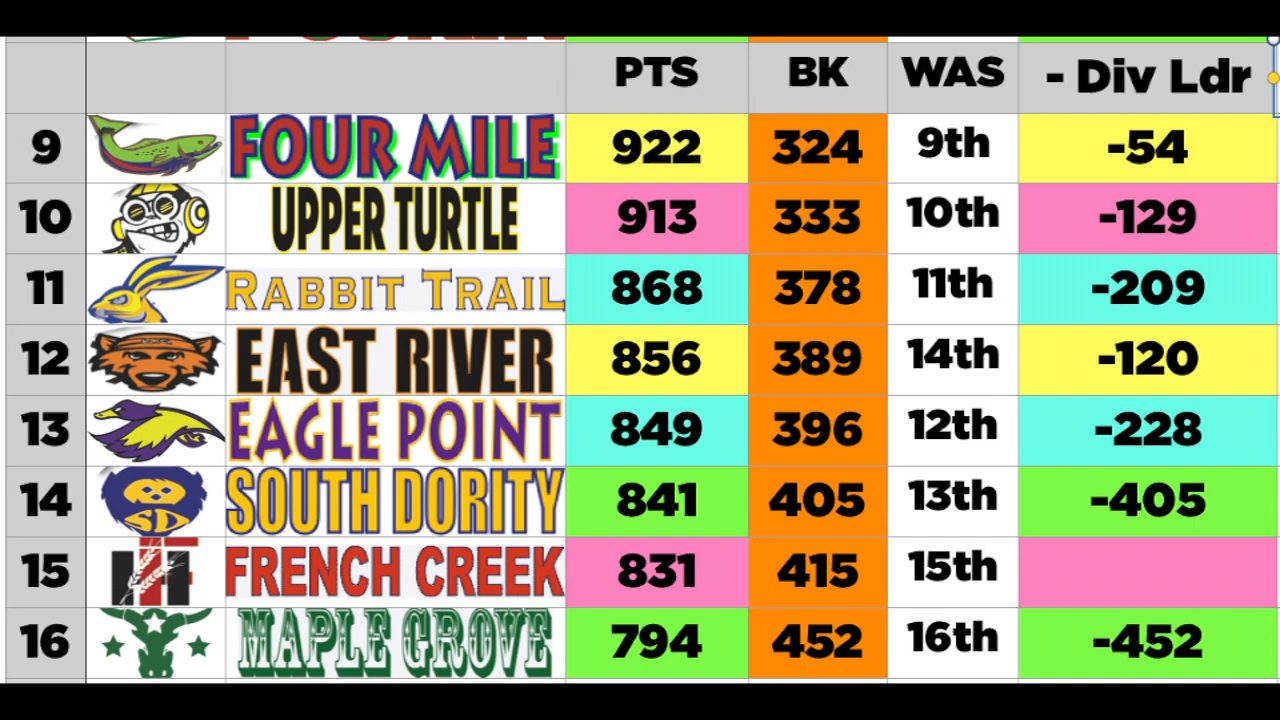 PTS BK WAS - Div Ldr
9 FOUR MILE 922 324 9th -54
10 UPPER TURTLE 913 333 10th -129
11 RABBIT TRAIL 868 378 11th -209
12 EAST RIVER 856 389 14th -120
13 EAGLE POINT 849 396 12th -228
14 SD SOUTH DORITY 841 405 13th -405
15 FRENCH CREEK 831 415 15th
16 MAPLE GROVE 794 452 16th -452